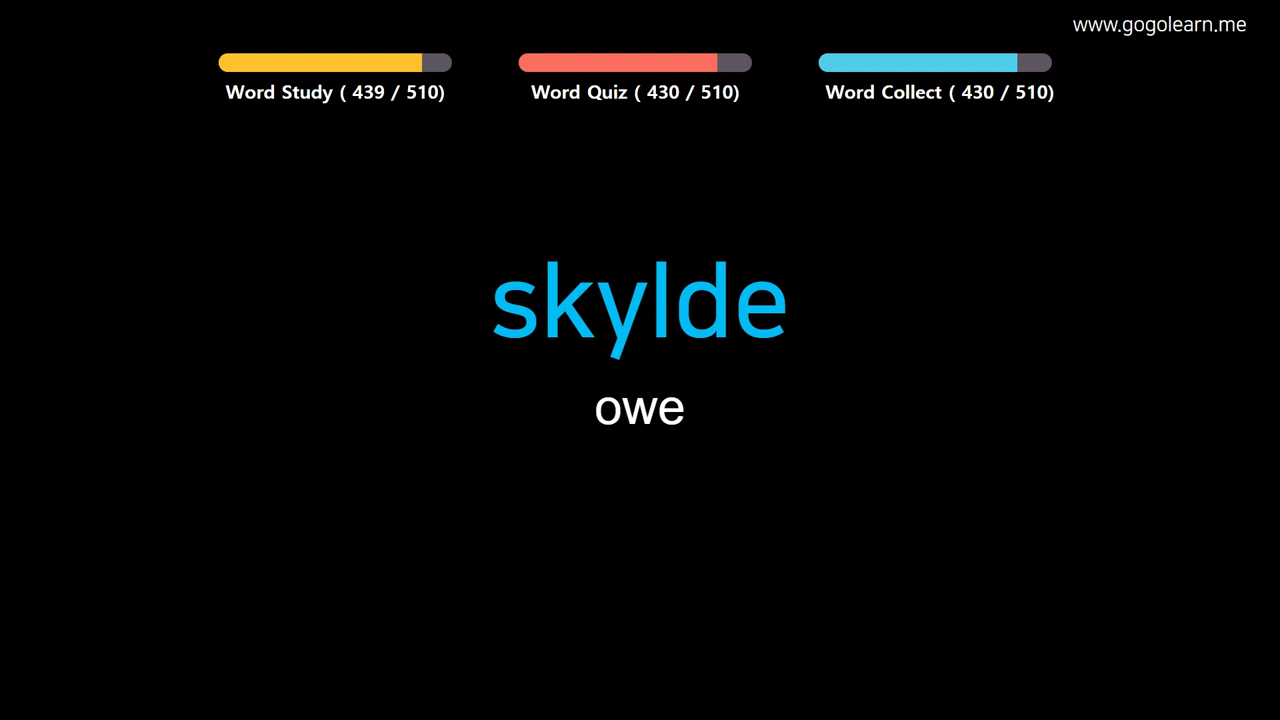 www.gogolearn.me
Word Study ( 439 / 510)
Word Quiz ( 430 / 510)
Word Collect ( 430 / 510)
skylde
owe